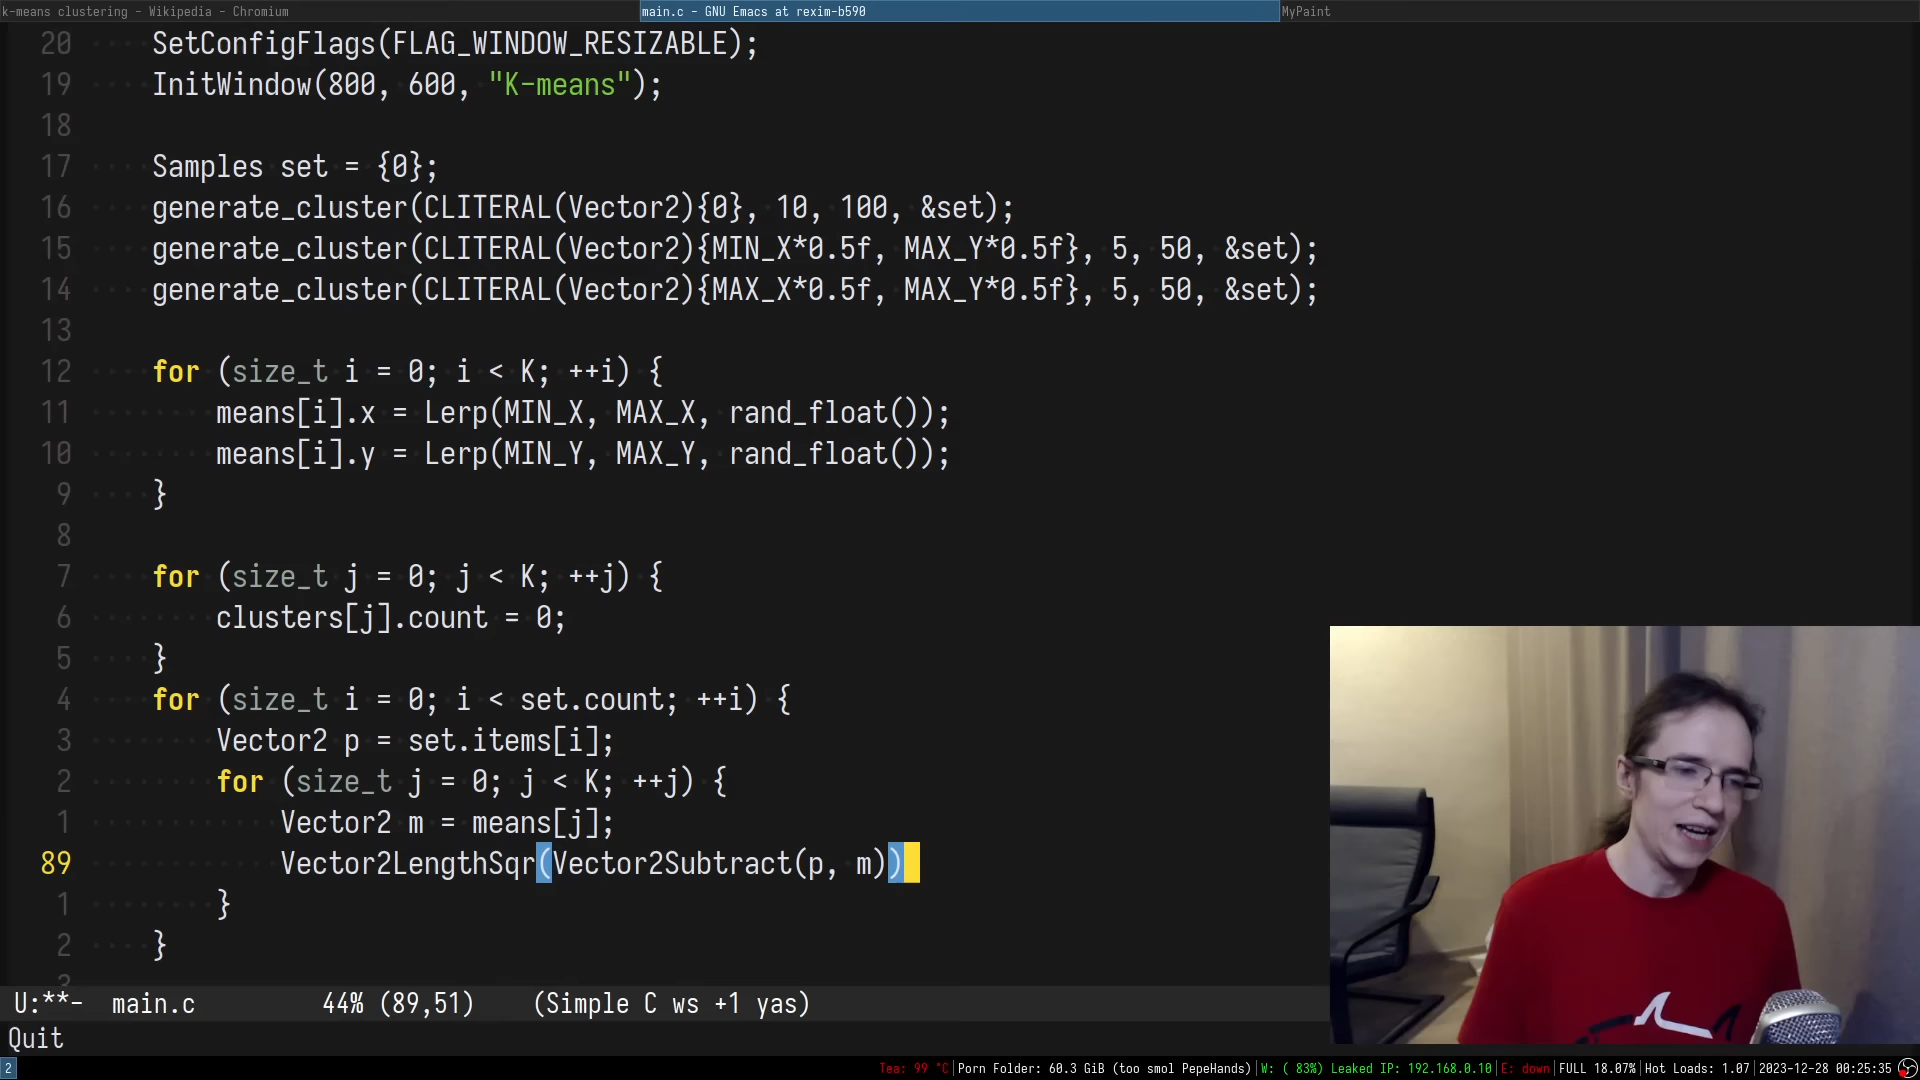 k-means clustering - Wikipedia - Chromium
main.c - GNU Emacs at rexim-b590
MyPaint
20 SetConfigFlags(FLAG_WINDOW_RESIZABLE);
19 InitWindow(800, 600, "K-means");
18
17 Samples set = {0};
16 generate_cluster(CLITERAL(Vector2){0}, 10, 100, &set);
15 generate_cluster(CLITERAL(Vector2){MIN_X*0.5f, MAX_Y*0.5f}, 5, 50, &set);
14 generate_cluster(CLITERAL(Vector2){MAX_X*0.5f, MAX_Y*0.5f}, 5, 50, &set);
13
12 for (size_t i = 0; i < K; ++i) {
11 means[i].x = Lerp(MIN_X, MAX_X, rand_float());
10 means[i].y = Lerp(MIN_Y, MAX_Y, rand_float());
9 }
8
7 for (size_t j = 0; j < K; ++j) {
6 clusters[j].count = 0;
5 }
4 for (size_t i = 0; i < set.count; ++i) {
3 Vector2 p = set.items[i];
2 for (size_t j = 0; j < K; ++j) {
1 Vector2 m = means[j];
89 Vector2LengthSqr(Vector2Subtract(p, m))
1 }
2 }
3
U:**- main.c 44% (89,51) (Simple C ws +1 yas)
Quit
2
Tea: 99 °C|Porn Folder: 60.3 GiB (too smol PepeHands)|W: ( 83%) Leaked IP: 192.168.0.10|E: down|FULL 18.07%|Hot Loads: 1.07|2023-12-28 00:25:35